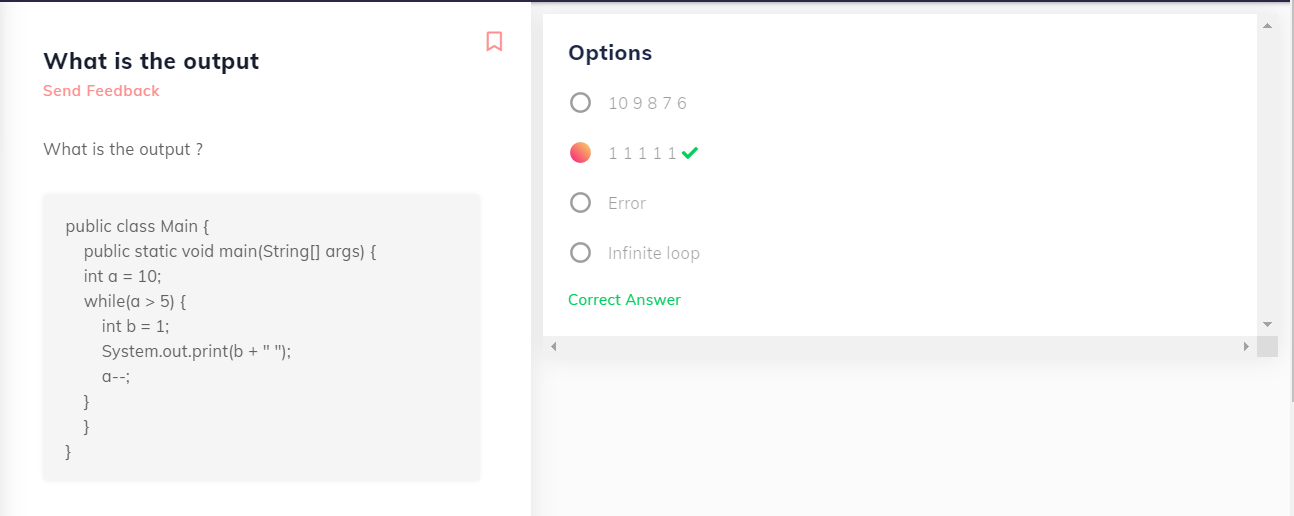 What is the output
Send Feedback
What is the output ?
public class Main {
public static void main(String[] args) {
int a = 10;
while(a > 5) {
int b = 1;
System.out.print(b + " ");
a--;
}
}
}
Options
10 9 8 7 6
1 1 1 1 1
Error
Infinite loop
Correct Answer